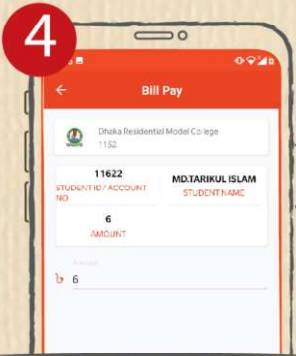 4
Bill Pay
Dhaka Residential Model College
1152
11622
STUDENT ID / ACCOUNT
NO
MD.TARIKUL ISLAM
STUDENT NAME
6
AMOUNT
Amount
৳ 6